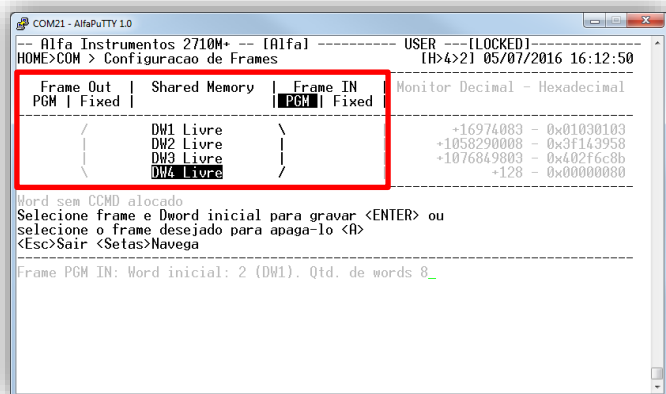 COM21 - AlfaPuTTY 1.0
-- Alfa Instrumentos 2710M+ -- [Alfa] ---------- USER ---[LOCKED]-------------
HOME>COM > Configuracao de Frames [H>4>2] 05/07/2016 16:12:50
Frame Out | Shared Memory | Frame IN | Monitor Decimal - Hexadecimal
PGM | Fixed | | PGM | Fixed |
/ DW1 Livre \ +16974083 - 0x01030103
| DW2 Livre | +1058290008 - 0x3f143958
| DW3 Livre | +1076849803 - 0x402f6c8b
\ DW4 Livre / +128 - 0x00000080
Word sem CCMD alocado
Selecione frame e Dword inicial para gravar <ENTER> ou
selecione o frame desejado para apaga-lo <A>
<Esc>Sair <Setas>Navega
Frame PGM IN: Word inicial: 2 (DW1). Qtd. de words 8_